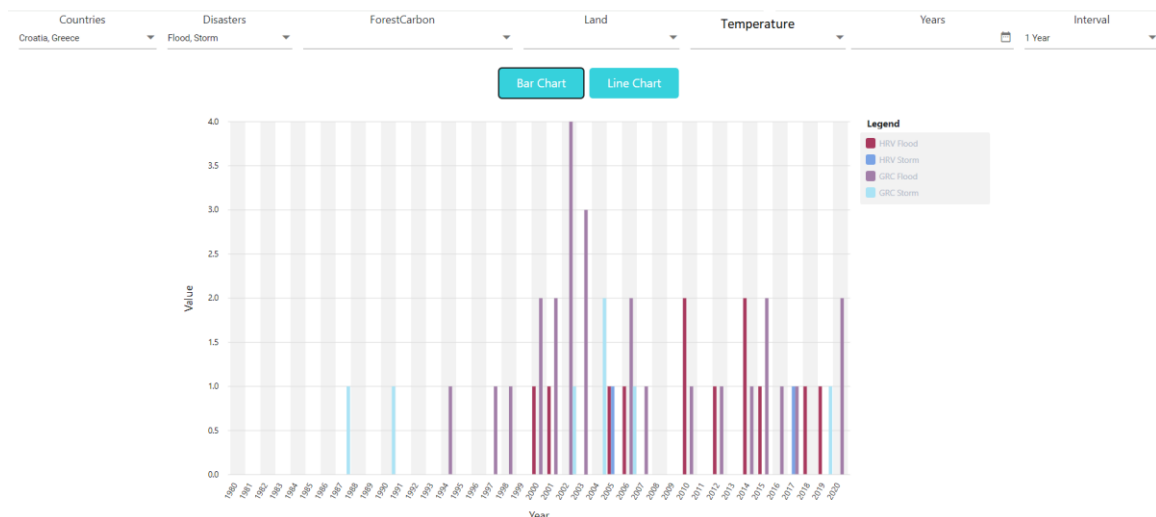 Countries Disasters ForestCarbon Land Temperature Years Interval
Croatia, Greece Flood, Storm 1 Year
Bar Chart Line Chart
4.0
Legend
HRV Flood
3.5
HRV Storm
GRC Flood
GRC Storm
3.0
2.5
Value
2.0
1.5
1.0
0.5
0.0
1980 1981 1982 1983 1984 1985 1986 1987 1988 1989 1990 1991 1992 1993 1994 1995 1996 1997 1998 1999 2000 2001 2002 2003 2004 2005 2006 2007 2008 2009 2010 2011 2012 2013 2014 2015 2016 2017 2018 2019 2020
Year